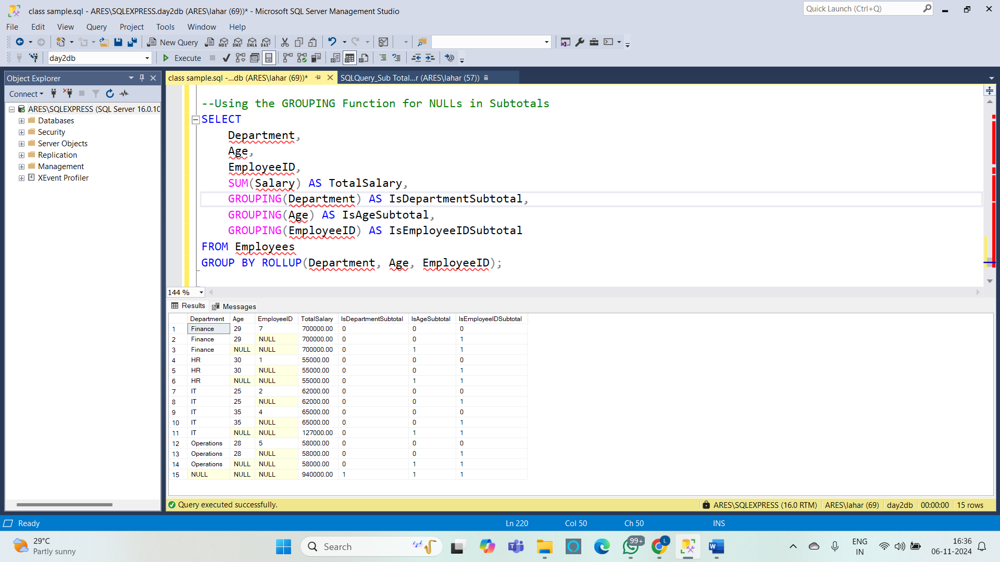 class sample.sql - ARES\SQLEXPRESS.day2db (ARES\lahar (69))* - Microsoft SQL Server Management Studio
Quick Launch (Ctrl+Q)
File Edit View Query Project Tools Window Help
New Query MDX DMX XMLA DAX
day2db Execute
Object Explorer
class sample.sql -...db (ARES\lahar (69))*
SQLQuery_Sub Total...r (ARES\lahar (57))
Connect
ARES\SQLEXPRESS (SQL Server 16.0.10
Databases
Security
Server Objects
Replication
Management
XEvent Profiler
--Using the GROUPING Function for NULLs in Subtotals
SELECT
Department,
Age,
EmployeeID,
SUM(Salary) AS TotalSalary,
GROUPING(Department) AS IsDepartmentSubtotal,
GROUPING(Age) AS IsAgeSubtotal,
GROUPING(EmployeeID) AS IsEmployeeIDSubtotal
FROM Employees
GROUP BY ROLLUP(Department, Age, EmployeeID);
144 %
Results Messages
Department Age EmployeeID TotalSalary IsDepartmentSubtotal IsAgeSubtotal IsEmployeeIDSubtotal
1 Finance 29 7 700000.00 0 0 0
2 Finance 29 NULL 700000.00 0 0 1
3 Finance NULL NULL 700000.00 0 1 1
4 HR 30 1 55000.00 0 0 0
5 HR 30 NULL 55000.00 0 0 1
6 HR NULL NULL 55000.00 0 1 1
7 IT 25 2 62000.00 0 0 0
8 IT 25 NULL 62000.00 0 0 1
9 IT 35 4 65000.00 0 0 0
10 IT 35 NULL 65000.00 0 0 1
11 IT NULL NULL 127000.00 0 1 1
12 Operations 28 5 58000.00 0 0 0
13 Operations 28 NULL 58000.00 0 0 1
14 Operations NULL NULL 58000.00 0 1 1
15 NULL NULL NULL 940000.00 1 1 1
Query executed successfully.
ARES\SQLEXPRESS (16.0 RTM) ARES\lahar (69) day2db 00:00:00 15 rows
Ready Ln 220 Col 50 Ch 50 INS
29°C
Partly sunny
Search
99+
L
ENG
IN
16:36
06-11-2024